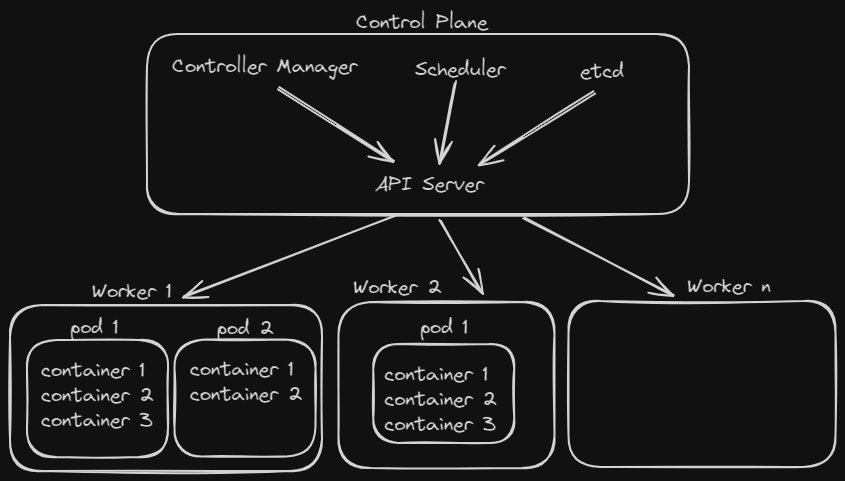 Control Plane
Controller Manager
Scheduler
etcd
API Server
Worker 1
pod 1
container 1
container 2
container 3
pod 2
container 1
container 2
Worker 2
pod 1
container 1
container 2
container 3
Worker n